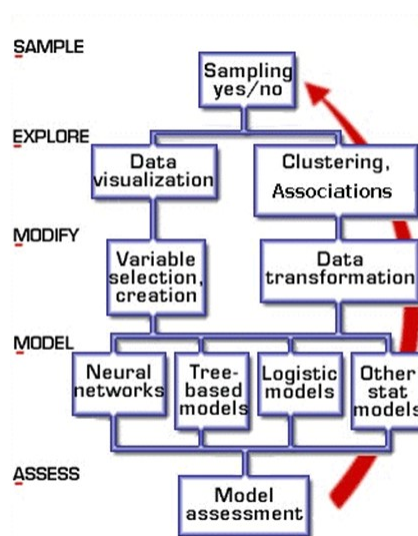 SAMPLE
Sampling
yes/no
EXPLORE
Data
visualization
Clustering,
Associations
MODIFY
Variable
selection,
creation
Data
transformation
MODEL
Neural
networks
Tree-
based
models
Logistic
models
Other
stat
models
ASSESS
Model
assessment